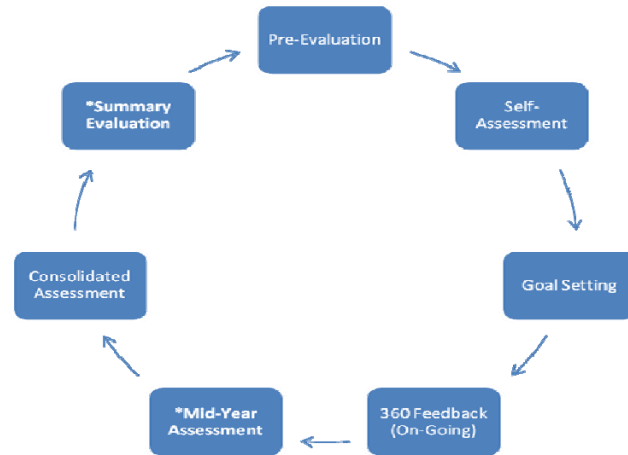 Pre-Evaluation
Self-
Assessment
Goal Setting
360 Feedback
(On-Going)
*Mid-Year
Assessment
Consolidated
Assessment
*Summary
Evaluation